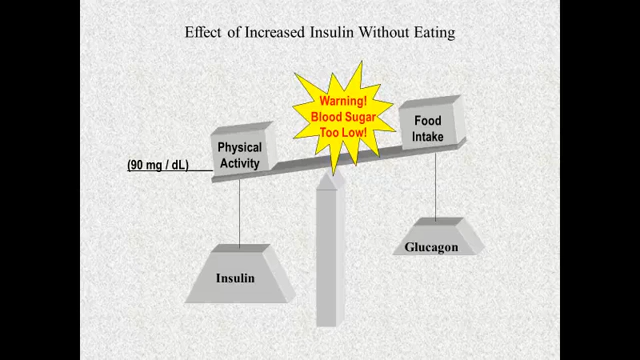 Effect of Increased Insulin Without Eating
Warning!
Blood Sugar
Too Low!
Food
Intake
Physical
Activity
(90 mg / dL)
Glucagon
Insulin